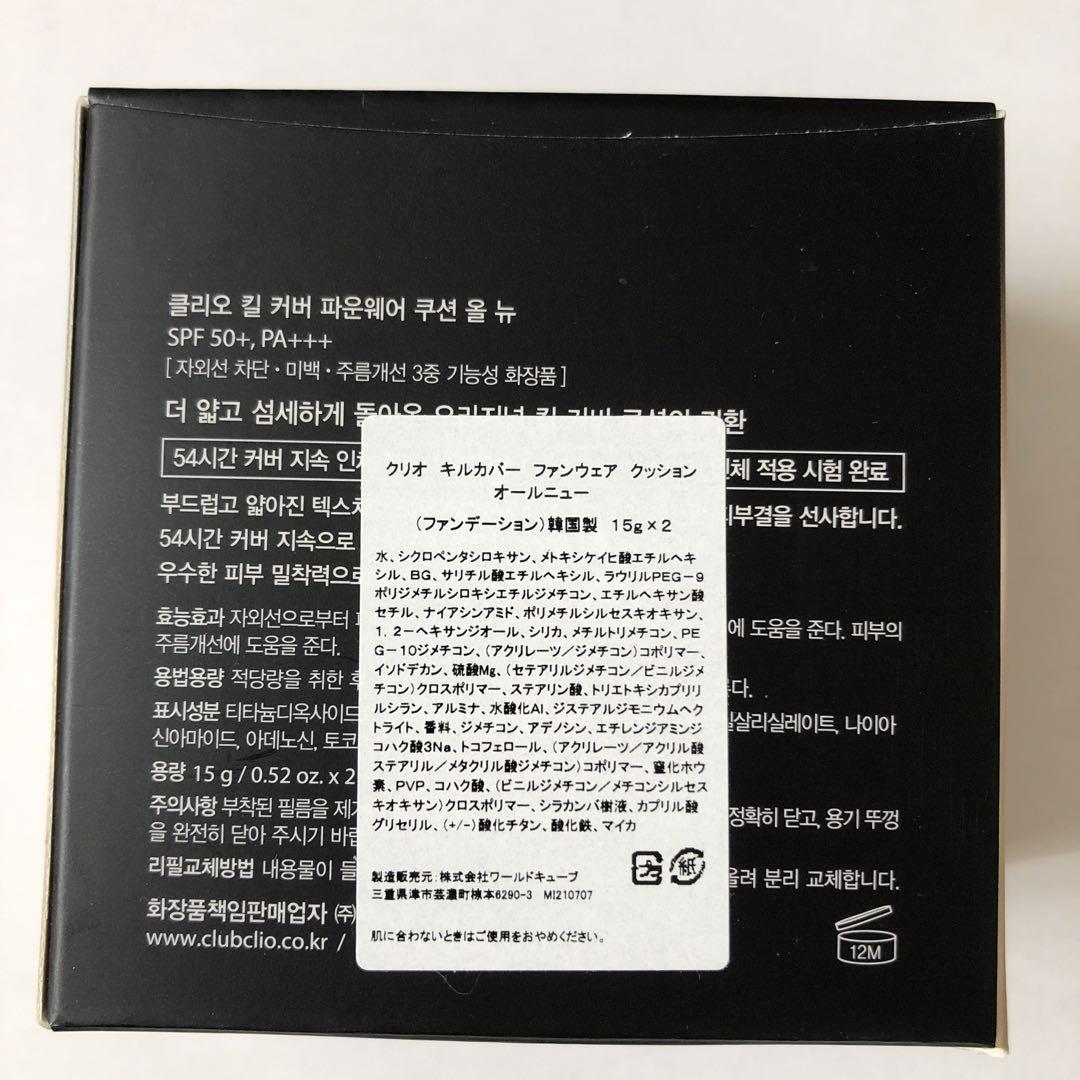 클리오 킬 커버 파운웨어 쿠션 올 뉴
SPF 50+, PA+++
[ 자외선 차단 · 미백 · 주름개선 3중 기능성 화장품 ]
더 얇고 섬세하게
54시간 커버 지속
적용 시험 완료
부드럽고 얇아진
선사합니다.
54시간 커버 지속으로
우수한 피부 밀착력으로
효능효과 자외선으로부터
에 도움을 준다. 피부의
주름개선에 도움을 준다.
용법용량 적당량을 취한 후
표시성분 티타늄디옥사이드
나이아
신아마이드, 아데노신,
용량 15 g / 0.52 oz. x 2
주의사항 부착된 필름을
정확히 닫고, 용기 뚜껑
을 완전히 닫아 주시기
리필교체방법 내용물이
분리 교체합니다.
화장품책임판매업자 ㈜
www.clubclio.co.kr /
12M
クリオ キルカバー ファンウェア クッション
オールニュー
(ファンデーション)韓国製 15g×2
水、シクロペンタシロキサン、メトキシケイヒ酸エチルヘキ
シル、BG、サリチル酸エチルヘキシル、ラウリルPEG-9
ポリジメチルシロキシエチルジメチコン、エチルヘキサン酸
セチル、ナイアシンアミド、ポリメチルシルセスキオキサン、
1,2-ヘキサンジオール、シリカ、メチルトリメチコン、PE
G-10ジメチコン、(アクリレーツ/ジメチコン)コポリマー、
イソドデカン、硫酸Mg、(セテアリルジメチコン/ビニルジメ
チコン)クロスポリマー、ステアリン酸、トリエトキシカプリリ
ルシラン、アルミナ、水酸化Al、ジステアルジモニウムヘクト
ライト、香料、ジメチコン、アデノシン、エチレンジアミンジ
コハク酸3Na、トコフェロール、(アクリレーツ/アクリル酸
ステアリル/メタクリル酸ジメチコン)コポリマー、窒化ホウ
素、PVP、コハク酸、(ビニルジメチコン/メチコンシルセス
キオキサン)クロスポリマー、シラカンバ樹液、カプリル酸
グリセリル、(+/-)酸化チタン、酸化鉄、マイカ
紙
製造販売元:株式会社ワールドキューブ
三重県津市芸濃町椋本6290-3 MI210707
肌に合わないときはご使用をおやめください。